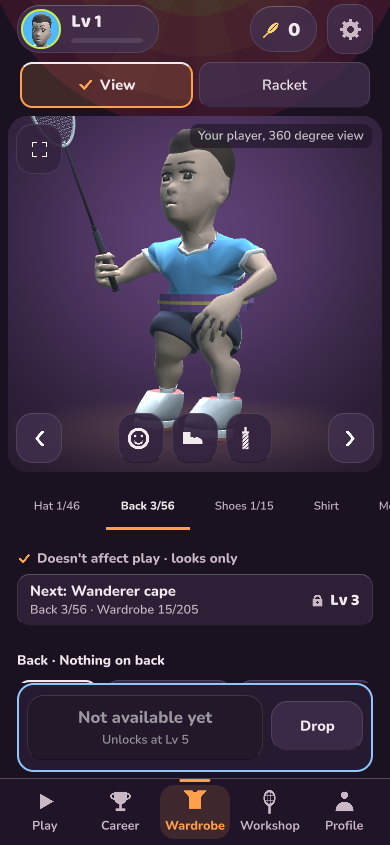 Lv 1
0
View
Racket
Your player, 360 degree view
Hat 1/46
Back 3/56
Shoes 1/15
Shirt
Doesn't affect play · looks only
Next: Wanderer cape
Back 3/56 · Wardrobe 15/205
Lv 3
Back · Nothing on back
Not available yet
Unlocks at Lv 5
Drop
Play
Career
Wardrobe
Workshop
Profile